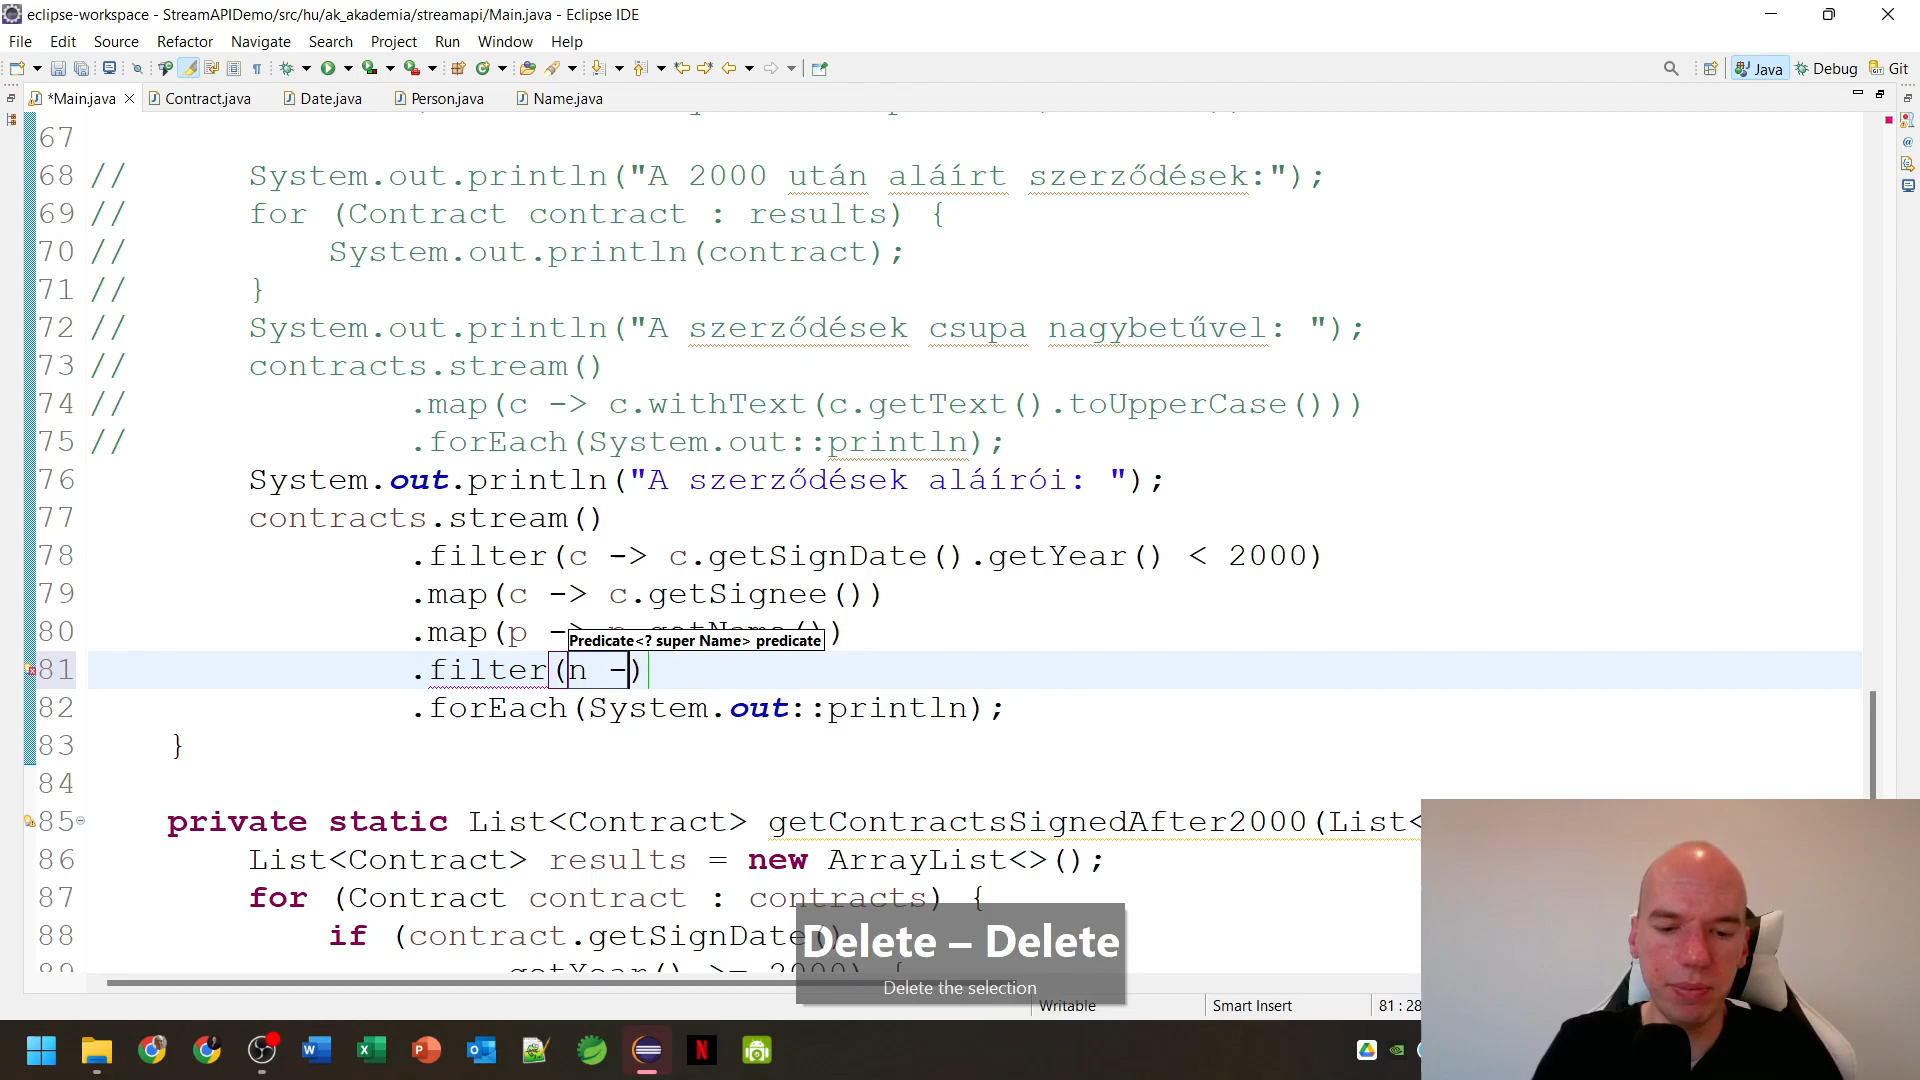 eclipse-workspace - StreamAPIDemo/src/hu/ak_akademia/streamapi/Main.java - Eclipse IDE
File Edit Source Refactor Navigate Search Project Run Window Help
Java Debug Git
*Main.java Contract.java Date.java Person.java Name.java
67
68 // System.out.println("A 2000 után aláírt szerződések:");
69 // for (Contract contract : results) {
70 // System.out.println(contract);
71 // }
72 // System.out.println("A szerződések csupa nagybetűvel: ");
73 // contracts.stream()
74 // .map(c -> c.withText(c.getText().toUpperCase()))
75 // .forEach(System.out::println);
76 System.out.println("A szerződések aláírói: ");
77 contracts.stream()
78 .filter(c -> c.getSignDate().getYear() < 2000)
79 .map(c -> c.getSignee())
80 .map(p -> p.getName())
Predicate<? super Name> predicate
81 .filter(n -)
82 .forEach(System.out::println);
83 }
84
85 private static List<Contract> getContractsSignedAfter2000(List<
86 List<Contract> results = new ArrayList<>();
87 for (Contract contract : contracts) {
88 if (contract.getSignDate()
89 .getYear() >= 2000) {
Delete – Delete
Delete the selection
Writable Smart Insert 81 : 28